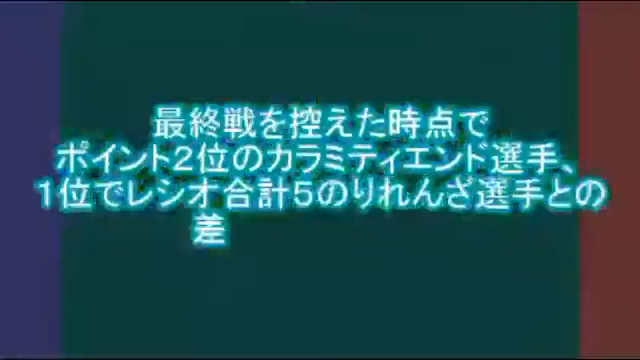 最終戦を控えた時点で
ポイント2位のカラミティエンド選手、
1位でレシオ合計5のりれんざ選手との
差